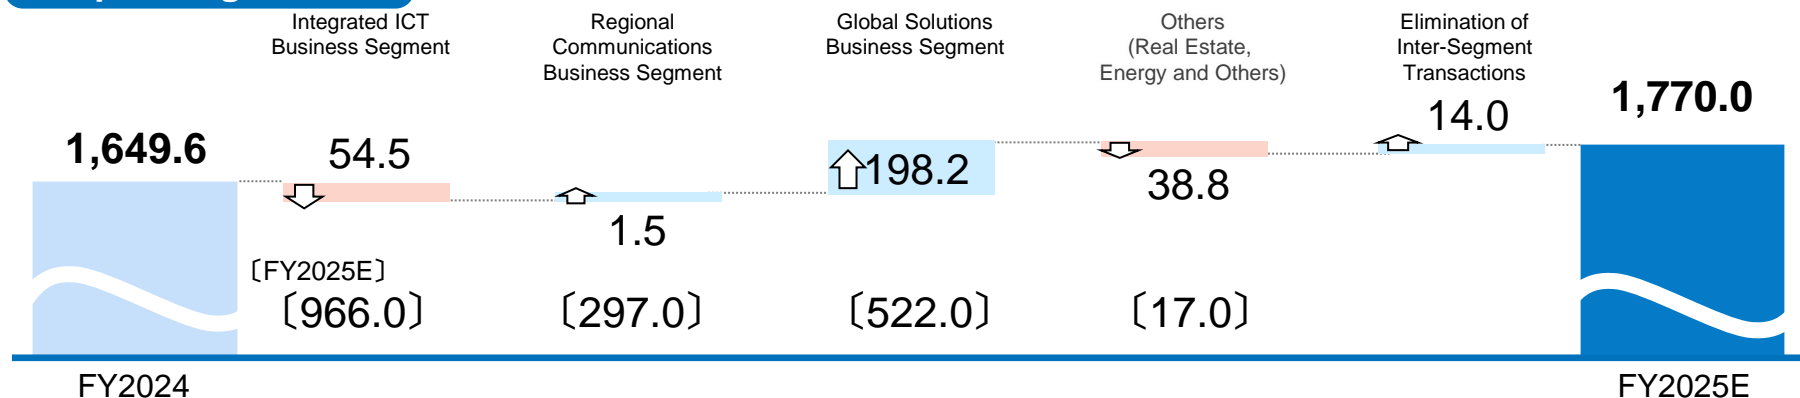 Integrated ICT
Business Segment
Regional
Communications
Business Segment
Global Solutions
Business Segment
Others
(Real Estate,
Energy and Others)
Elimination of
Inter-Segment
Transactions
1,649.6
54.5
1.5
198.2
38.8
14.0
1,770.0
〔FY2025E〕
〔966.0〕
〔297.0〕
〔522.0〕
〔17.0〕
FY2024
FY2025E